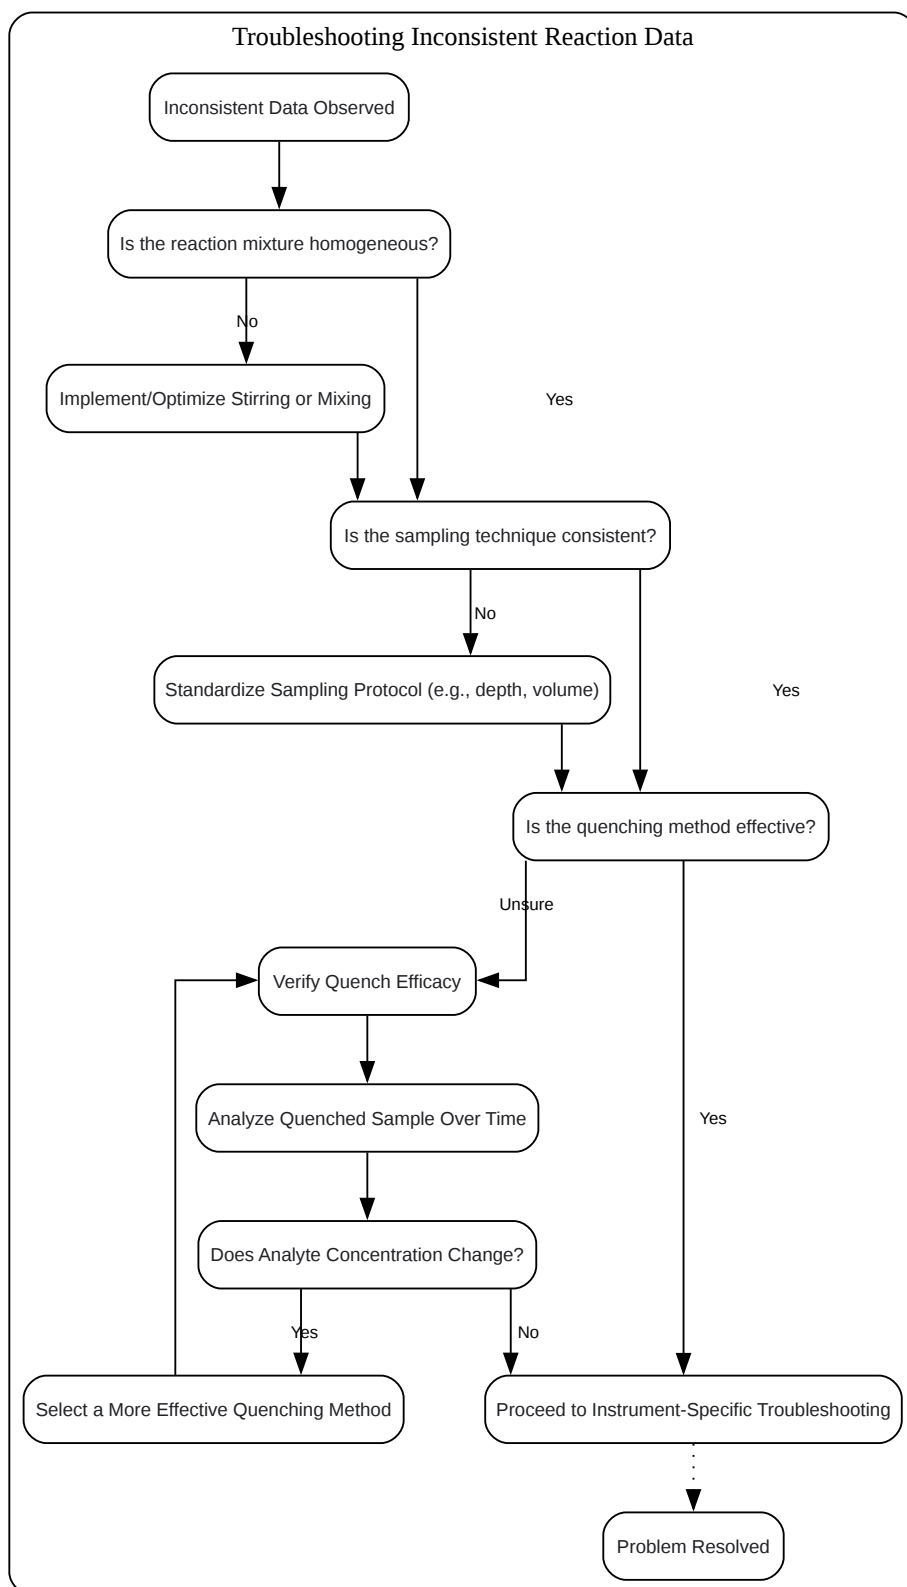 Troubleshooting Inconsistent Reaction Data
Inconsistent Data Observed
Is the reaction mixture homogeneous?
No
Implement/Optimize Stirring or Mixing
Yes
Is the sampling technique consistent?
No
Standardize Sampling Protocol (e.g., depth, volume)
Yes
Is the quenching method effective?
Unsure
Verify Quench Efficacy
Analyze Quenched Sample Over Time
Yes
Does Analyte Concentration Change?
Yes
No
Select a More Effective Quenching Method
Proceed to Instrument-Specific Troubleshooting
Problem Resolved